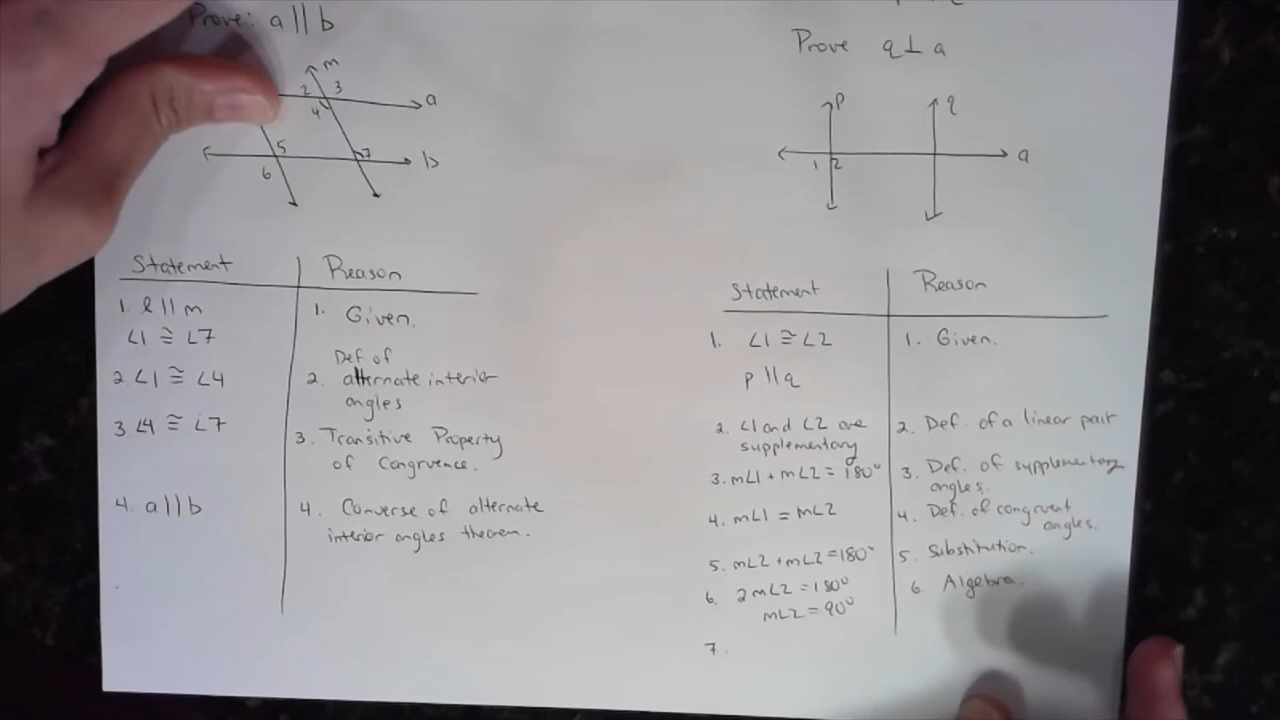 Prove: a || b
m
2 3
4
a
5
7
b
6
Statement Reason
1. l || m
∠1 ≅ ∠7
1. Given.
2. ∠1 ≅ ∠4
2. Def of
alternate interior
angles
3. ∠4 ≅ ∠7
3. Transitive Property
of Congruence.
4. a || b
4. Converse of alternate
interior angles theorem.
Prove q ⊥ a
p
q
1 2
a
Statement Reason
1. ∠1 ≅ ∠2
p || q
1. Given.
2. ∠1 and ∠2 are
supplementary
2. Def. of a linear pair
3. m∠1 + m∠2 = 180°
3. Def. of supplementary
angles.
4. m∠1 = m∠2
4. Def. of congruent
angles.
5. m∠2 + m∠2 = 180°
5. Substitution.
6. 2m∠2 = 180°
m∠2 = 90°
6. Algebra.
7.